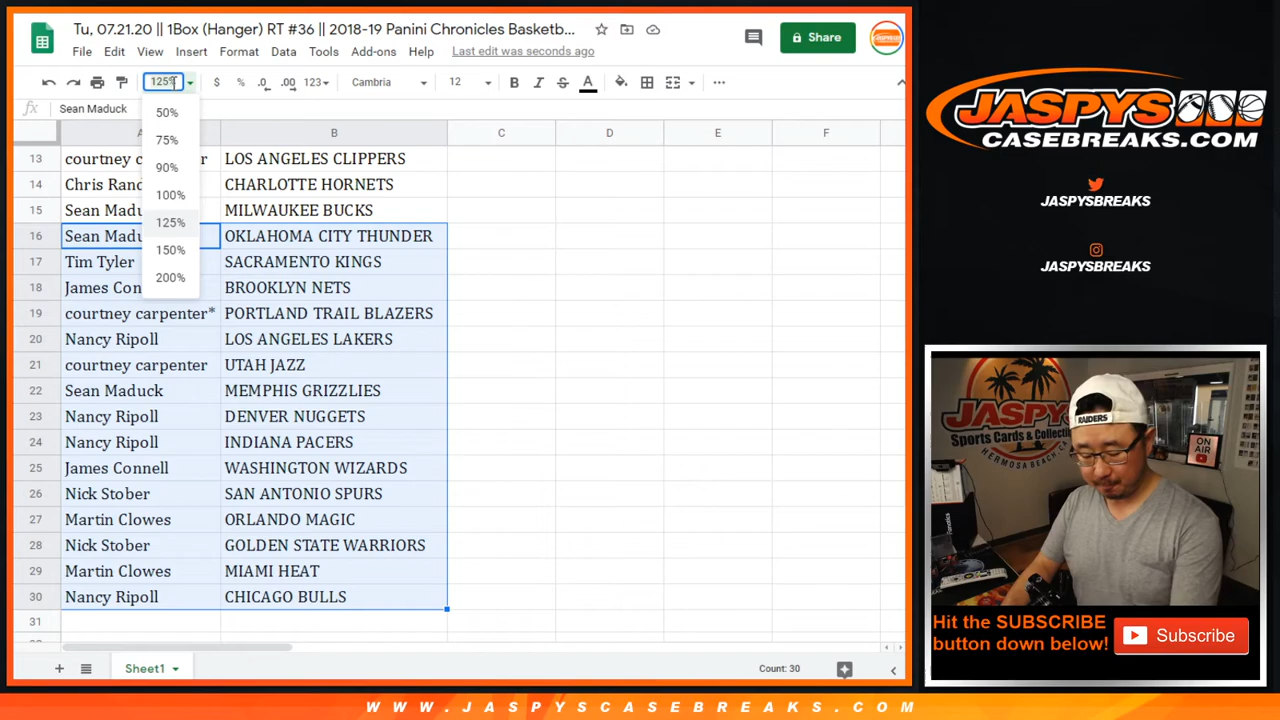 Tu, 07.21.20 || 1Box (Hanger) RT #36 || 2018-19 Panini Chronicles Basketb...
File Edit View Insert Format Data Tools Add-ons Help Last edit was seconds ago
Share
125% $ % .0 .00 123 Cambria 12 B I S A
fx Sean Maduck
50%
75%
90%
100%
125%
150%
200%
A B C D E F
13 courtney c r LOS ANGELES CLIPPERS
14 Chris Ran CHARLOTTE HORNETS
15 Sean Madu MILWAUKEE BUCKS
16 Sean Madu OKLAHOMA CITY THUNDER
17 Tim Tyler SACRAMENTO KINGS
18 James Con BROOKLYN NETS
19 courtney carpenter* PORTLAND TRAIL BLAZERS
20 Nancy Ripoll LOS ANGELES LAKERS
21 courtney carpenter UTAH JAZZ
22 Sean Maduck MEMPHIS GRIZZLIES
23 Nancy Ripoll DENVER NUGGETS
24 Nancy Ripoll INDIANA PACERS
25 James Connell WASHINGTON WIZARDS
26 Nick Stober SAN ANTONIO SPURS
27 Martin Clowes ORLANDO MAGIC
28 Nick Stober GOLDEN STATE WARRIORS
29 Martin Clowes MIAMI HEAT
30 Nancy Ripoll CHICAGO BULLS
31
Sheet1
Count: 30
JASPYS
CASEBREAKS.COM
JASPYSBREAKS
JASPYSBREAKS
JASPYS
Sports Cards & Collectib
HERMOSA BEACH, CA
RAIDERS
ON AIR
Hit the SUBSCRIBE
button down below!
Subscribe
WWW.JASPYSCASEBREAKS.COM